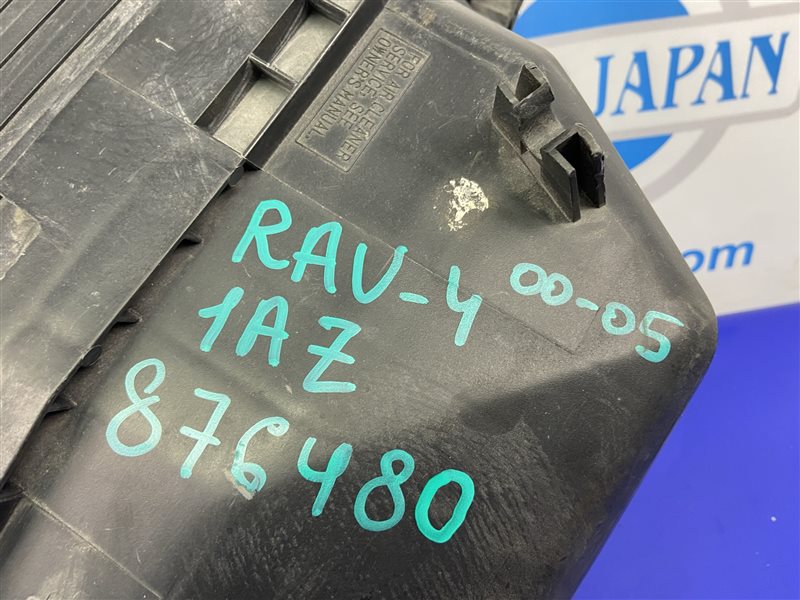 FOR AIR CLEANER
SERVICE, SEE
OWNER'S MANUAL.
JAPAN
.com
RAV-4 00-05
1AZ
876480